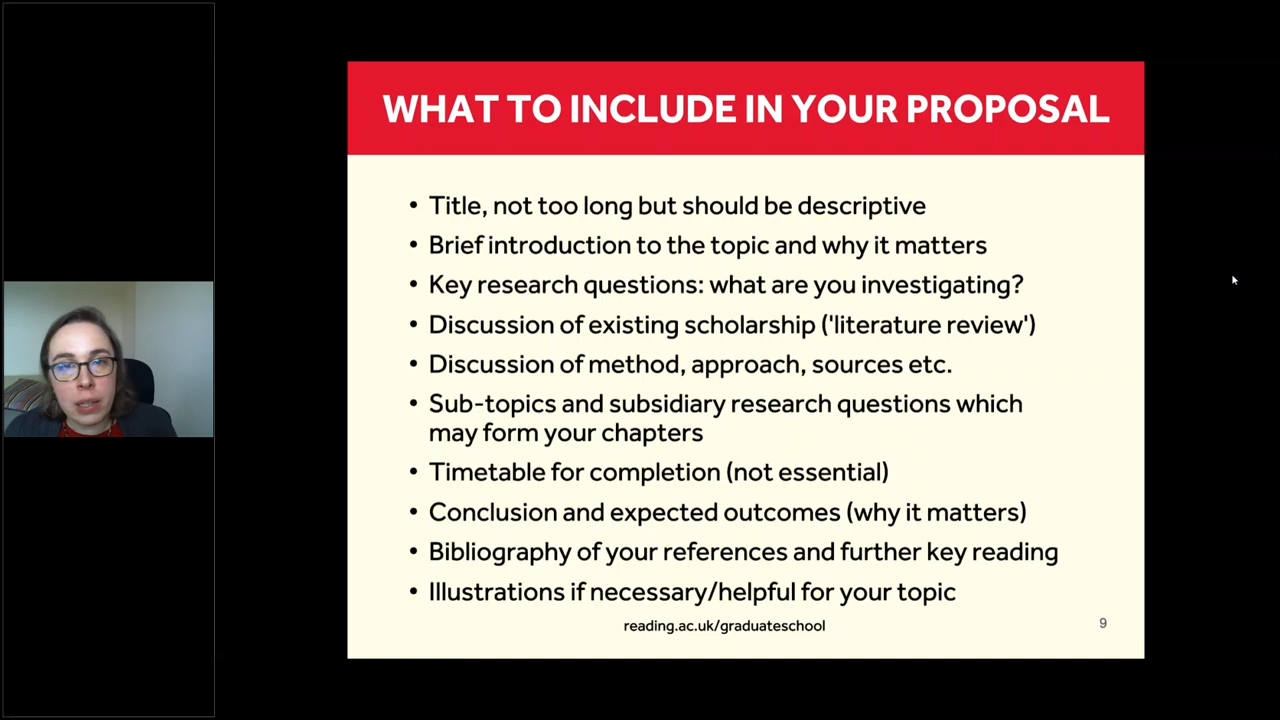 WHAT TO INCLUDE IN YOUR PROPOSAL
• Title, not too long but should be descriptive
• Brief introduction to the topic and why it matters
• Key research questions: what are you investigating?
• Discussion of existing scholarship ('literature review')
• Discussion of method, approach, sources etc.
• Sub-topics and subsidiary research questions which
may form your chapters
• Timetable for completion (not essential)
• Conclusion and expected outcomes (why it matters)
• Bibliography of your references and further key reading
• Illustrations if necessary/helpful for your topic
reading.ac.uk/graduateschool
9